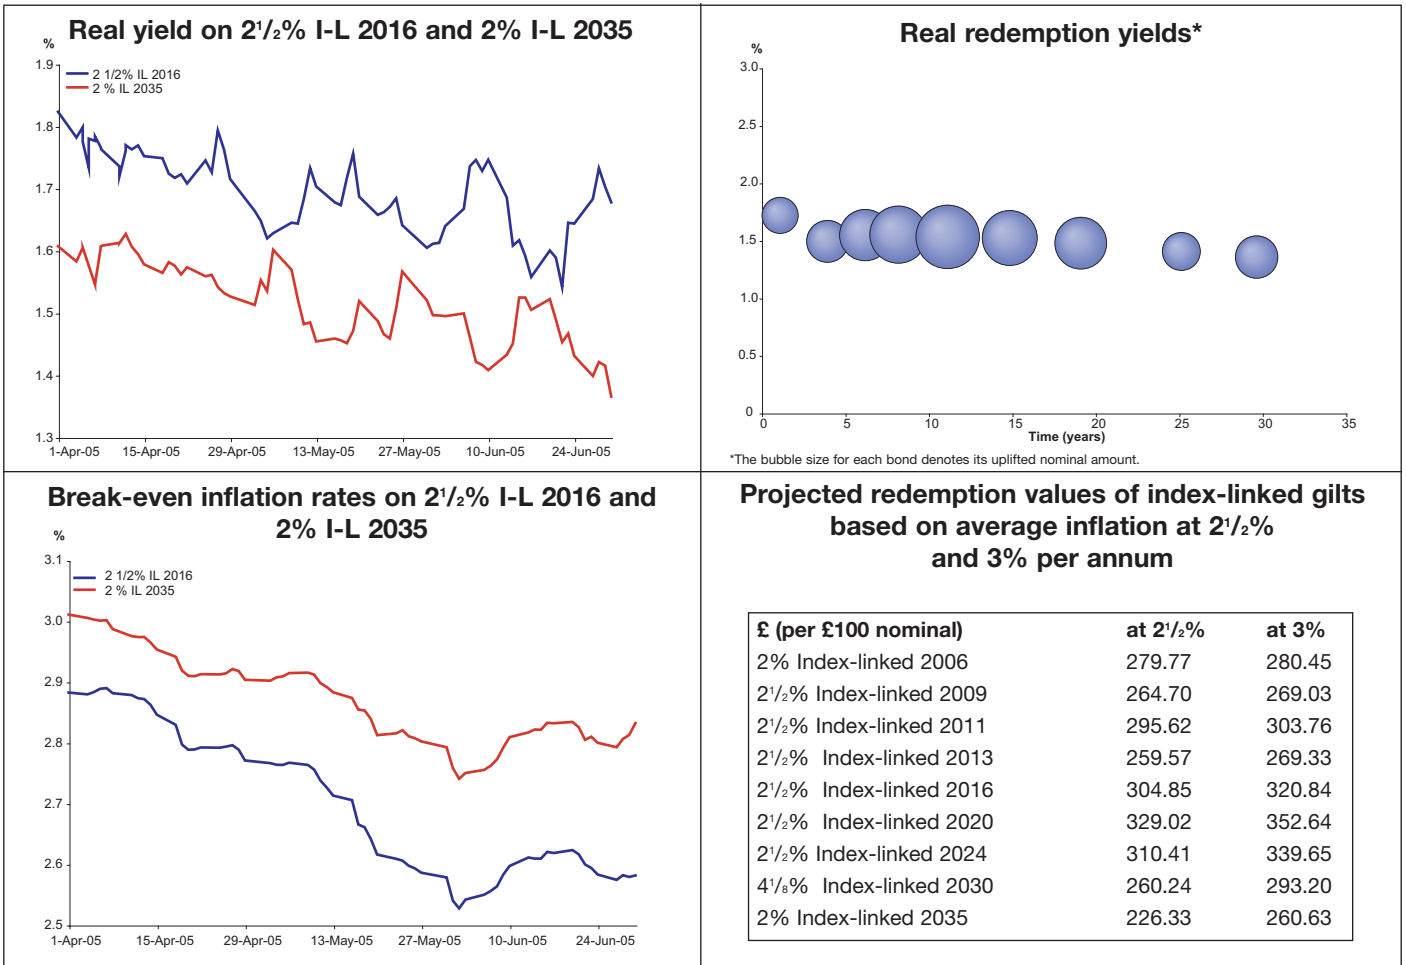 Real yield on 2¹/₂% I-L 2016 and 2% I-L 2035
%
1.9
2 1/2% IL 2016
2 % IL 2035
1.8
1.7
1.6
1.5
1.4
1.3
1-Apr-05 15-Apr-05 29-Apr-05 13-May-05 27-May-05 10-Jun-05 24-Jun-05
Real redemption yields*
%
3.0
2.5
2.0
1.5
1.0
0.5
0
0 5 10 15 20 25 30 35
Time (years)
*The bubble size for each bond denotes its uplifted nominal amount.
Break-even inflation rates on 2¹/₂% I-L 2016 and
2% I-L 2035
%
3.1
2 1/2% IL 2016
2 % IL 2035
3.0
2.9
2.8
2.7
2.6
2.5
1-Apr-05 15-Apr-05 29-Apr-05 13-May-05 27-May-05 10-Jun-05 24-Jun-05
Projected redemption values of index-linked gilts
based on average inflation at 2¹/₂%
and 3% per annum
£ (per £100 nominal) at 2¹/₂% at 3%
2% Index-linked 2006 279.77 280.45
2¹/₂% Index-linked 2009 264.70 269.03
2¹/₂% Index-linked 2011 295.62 303.76
2¹/₂% Index-linked 2013 259.57 269.33
2¹/₂% Index-linked 2016 304.85 320.84
2¹/₂% Index-linked 2020 329.02 352.64
2¹/₂% Index-linked 2024 310.41 339.65
4¹/₈% Index-linked 2030 260.24 293.20
2% Index-linked 2035 226.33 260.63